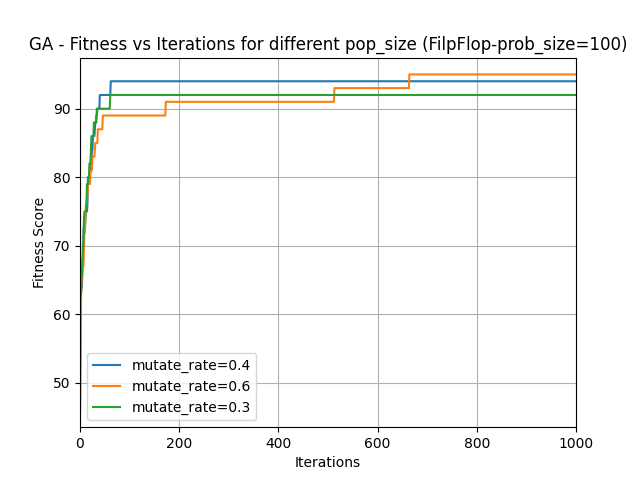 GA - Fitness vs Iterations for different pop_size (FilpFlop-prob_size=100)
Fitness Score
90
80
70
60
50
mutate_rate=0.4
mutate_rate=0.6
mutate_rate=0.3
0 200 400 600 800 1000
Iterations